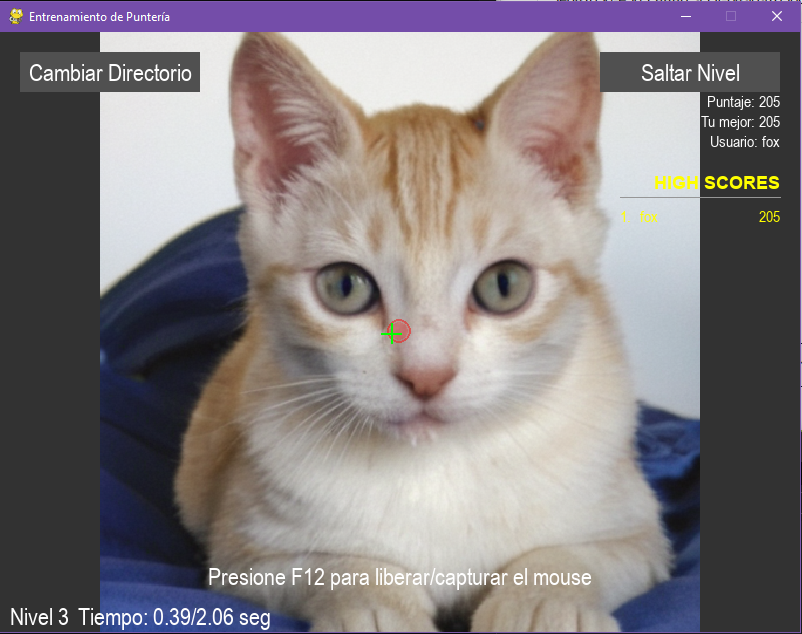 Entrenamiento de Puntería
Cambiar Directorio
Saltar Nivel
Puntaje: 205
Tu mejor: 205
Usuario: fox
HIGH SCORES
1. fox 205
Presione F12 para liberar/capturar el mouse
Nivel 3 Tiempo: 0.39/2.06 seg